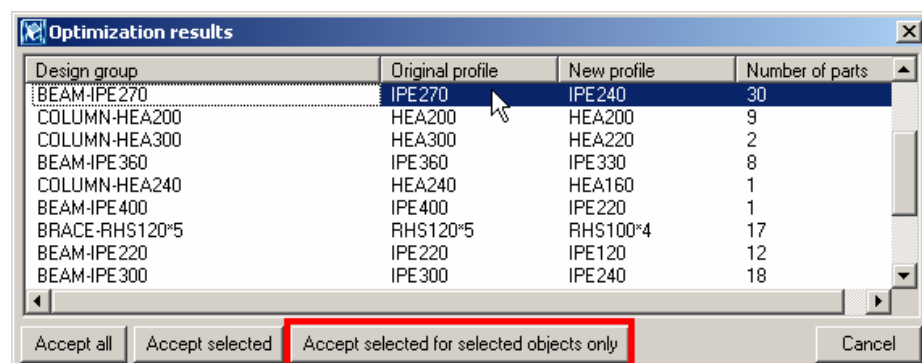 Optimization results
Design group Original profile New profile Number of parts
BEAM-IPE270 IPE270 IPE240 30
COLUMN-HEA200 HEA200 HEA200 9
COLUMN-HEA300 HEA300 HEA220 2
BEAM-IPE360 IPE360 IPE330 8
COLUMN-HEA240 HEA240 HEA160 1
BEAM-IPE400 IPE400 IPE220 1
BRACE-RHS120*5 RHS120*5 RHS100*4 17
BEAM-IPE220 IPE220 IPE120 12
BEAM-IPE300 IPE300 IPE240 18
Accept all Accept selected Accept selected for selected objects only Cancel